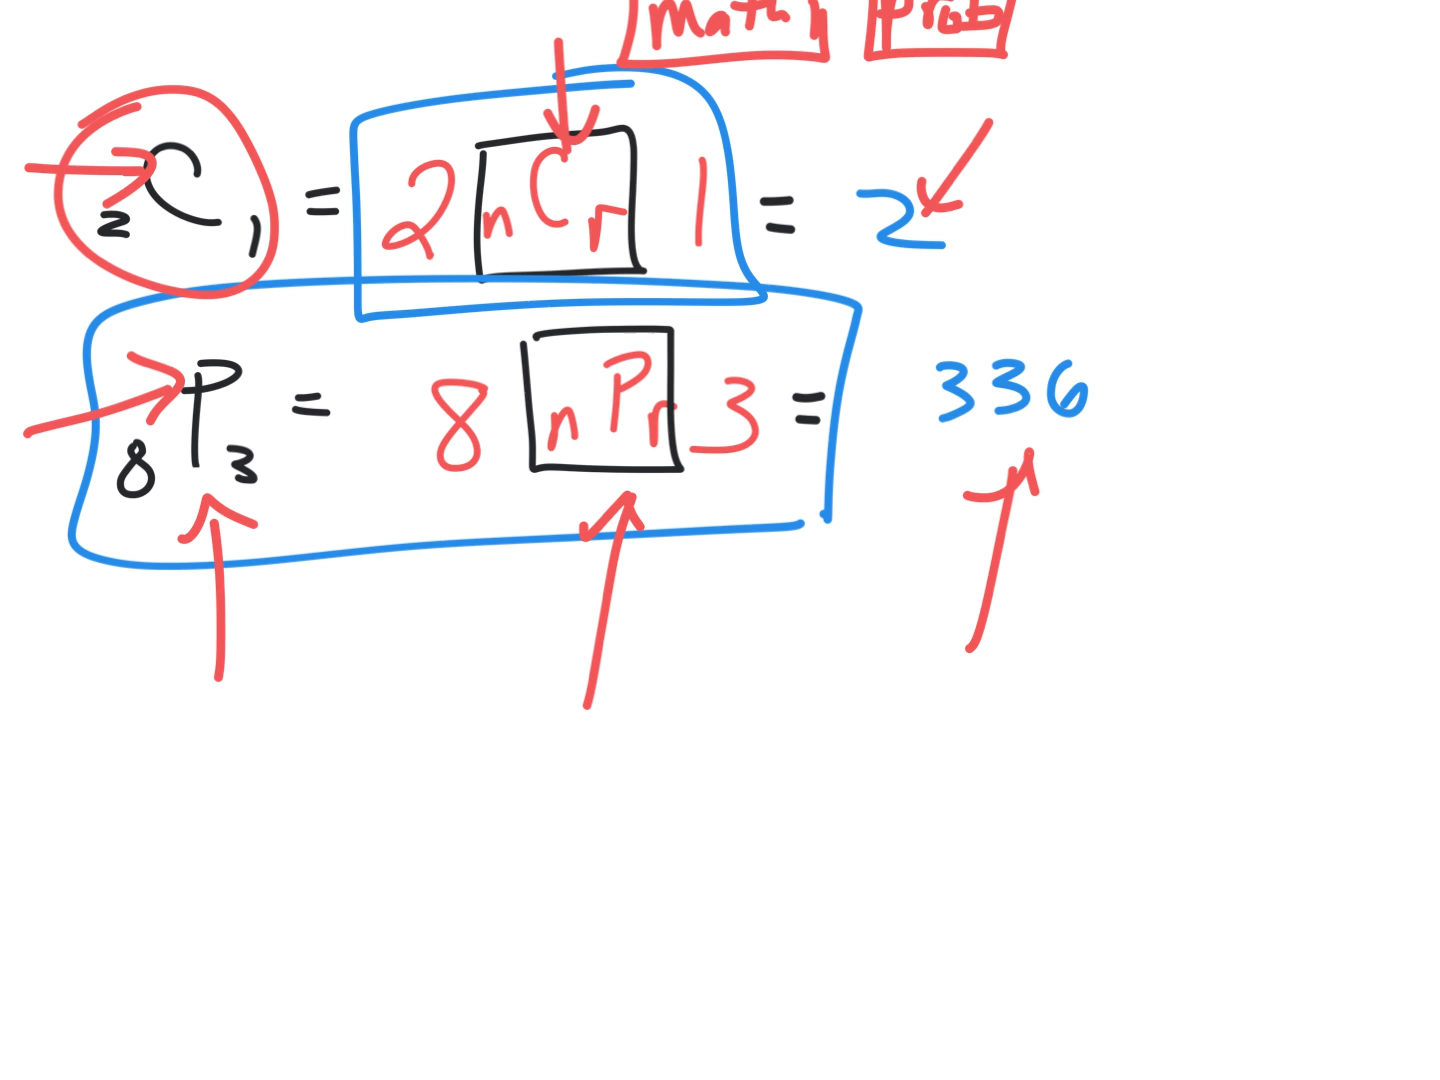 Math Prob
₂C₁ = 2 nCr 1 = 2
₈P₃ = 8 nPr 3 = 336